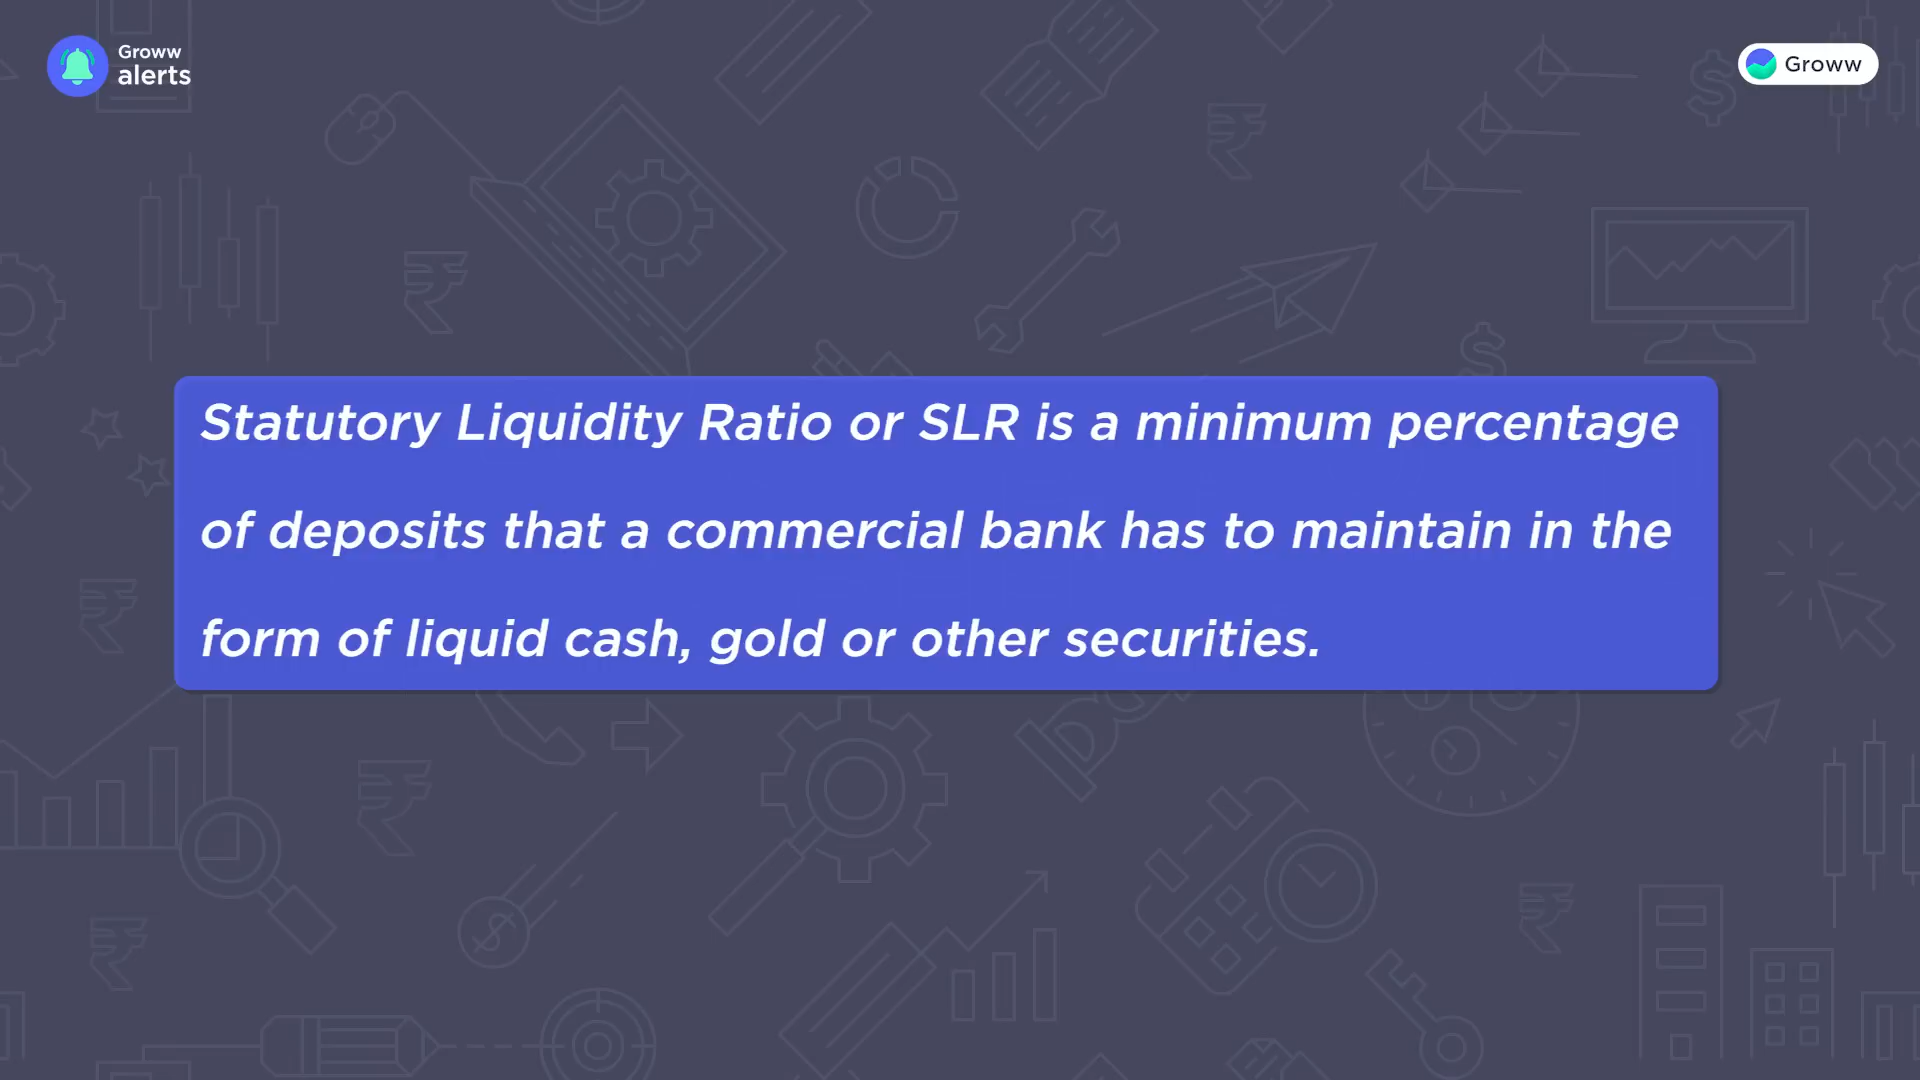 Groww
alerts
Groww
Statutory Liquidity Ratio or SLR is a minimum percentage
of deposits that a commercial bank has to maintain in the
form of liquid cash, gold or other securities.